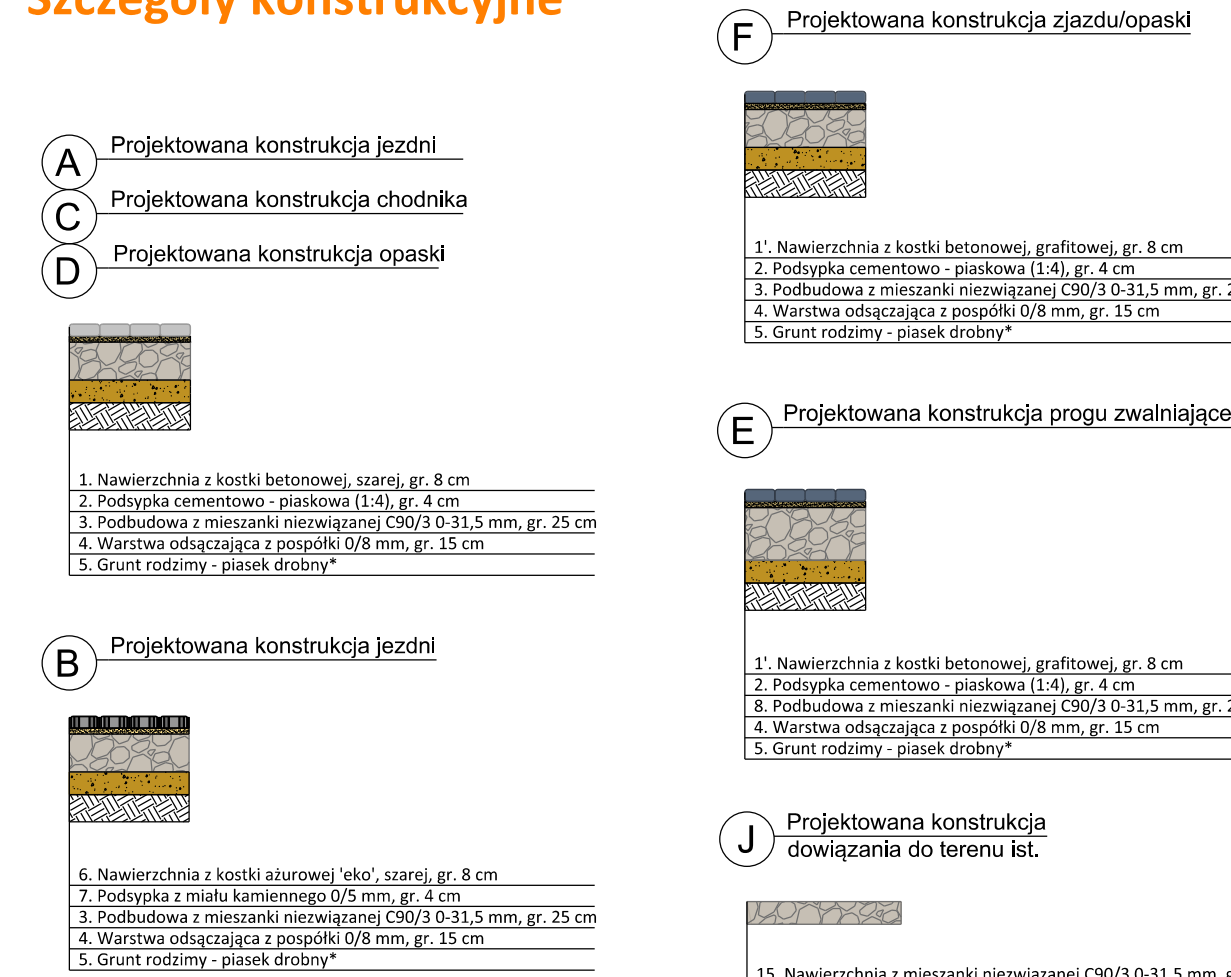 Szczegóły konstrukcyjne
A
Projektowana konstrukcja jezdni
C
Projektowana konstrukcja chodnika
D
Projektowana konstrukcja opaski
1. Nawierzchnia z kostki betonowej, szarej, gr. 8 cm
2. Podsypka cementowo - piaskowa (1:4), gr. 4 cm
3. Podbudowa z mieszanki niezwiązanej C90/3 0-31,5 mm, gr. 25 cm
4. Warstwa odsączająca z pospółki 0/8 mm, gr. 15 cm
5. Grunt rodzimy - piasek drobny*
B
Projektowana konstrukcja jezdni
6. Nawierzchnia z kostki ażurowej 'eko', szarej, gr. 8 cm
7. Podsypka z miału kamiennego 0/5 mm, gr. 4 cm
3. Podbudowa z mieszanki niezwiązanej C90/3 0-31,5 mm, gr. 25 cm
4. Warstwa odsączająca z pospółki 0/8 mm, gr. 15 cm
5. Grunt rodzimy - piasek drobny*
F
Projektowana konstrukcja zjazdu/opaski
1'. Nawierzchnia z kostki betonowej, grafitowej, gr. 8 cm
2. Podsypka cementowo - piaskowa (1:4), gr. 4 cm
3. Podbudowa z mieszanki niezwiązanej C90/3 0-31,5 mm, gr.
4. Warstwa odsączająca z pospółki 0/8 mm, gr. 15 cm
5. Grunt rodzimy - piasek drobny*
E
Projektowana konstrukcja progu zwalniające
1'. Nawierzchnia z kostki betonowej, grafitowej, gr. 8 cm
2. Podsypka cementowo - piaskowa (1:4), gr. 4 cm
8. Podbudowa z mieszanki niezwiązanej C90/3 0-31,5 mm, gr.
4. Warstwa odsączająca z pospółki 0/8 mm, gr. 15 cm
5. Grunt rodzimy - piasek drobny*
J
Projektowana konstrukcja
dowiązania do terenu ist.
15. Nawierzchnia z mieszanki niezwiązanej C90/3 0-31,5 mm,